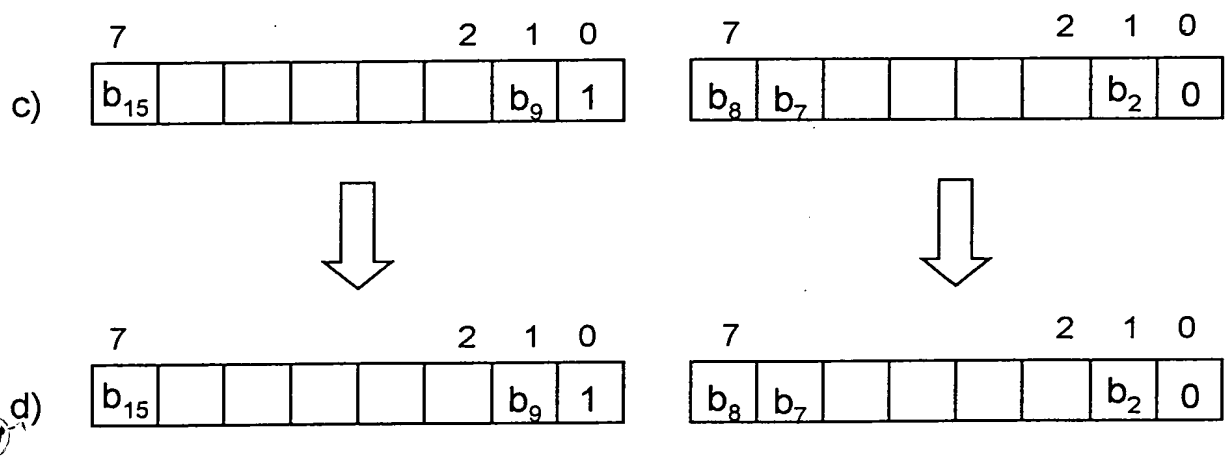 7 2 1 0 7 2 1 0
c) b₁₅ b₉ 1 b₈ b₇ b₂ 0
7 2 1 0 7 2 1 0
d) b₁₅ b₉ 1 b₈ b₇ b₂ 0